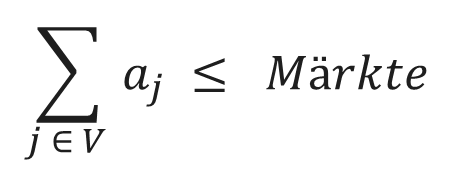 ∑ a_j ≤ Märkte
j ∈ V